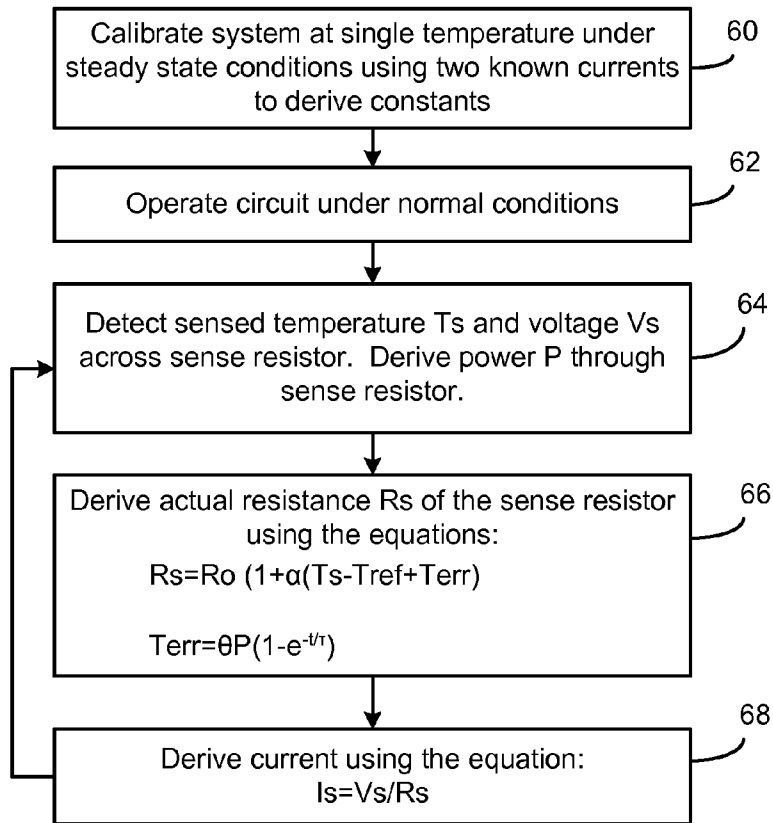 Calibrate system at single temperature under
steady state conditions using two known currents
to derive constants
60
Operate circuit under normal conditions
62
Detect sensed temperature Ts and voltage Vs
across sense resistor.  Derive power P through
sense resistor.
64
Derive actual resistance Rs of the sense resistor
using the equations:
Rs=Ro (1+α(Ts-Tref+Terr)
Terr=θP(1-e^-t/τ)
66
Derive current using the equation:
Is=Vs/Rs
68